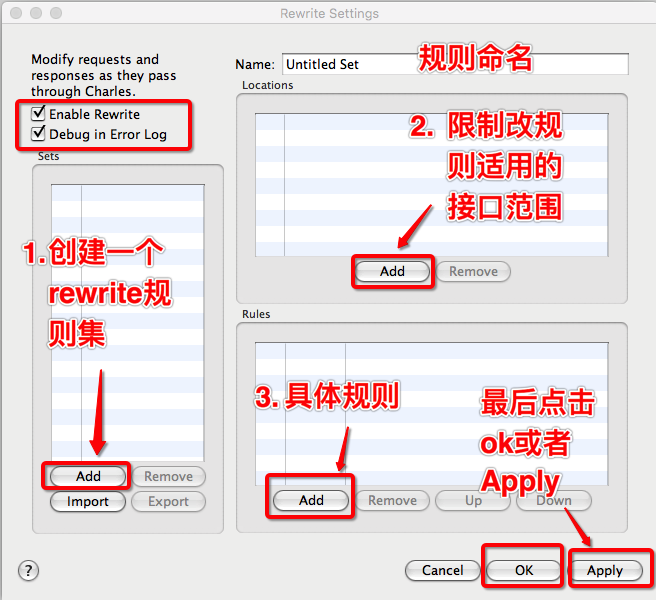 Rewrite Settings
Modify requests and
responses as they pass
through Charles.
Enable Rewrite
Debug in Error Log
Sets
1.创建一个
rewrite规
则集
Add
Remove
Import
Export
Name:
Untitled Set
规则命名
Locations
2. 限制改规
则适用的
接口范围
Add
Remove
Rules
3. 具体规则
最后点击
ok或者
Apply
Add
Remove
Up
Down
?
Cancel
OK
Apply